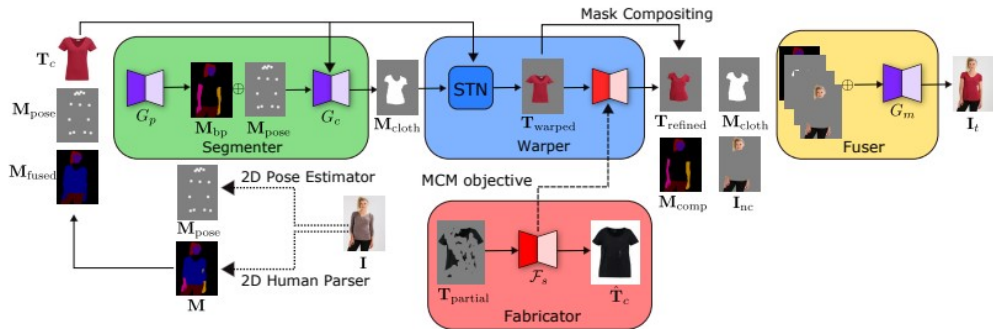 Mask Compositing
T_c
M_pose
M_fused
G_p
M_bp
⊕
M_pose
G_c
Segmenter
M_cloth
STN
T_warped
Warper
T_refined
M_cloth
M_comp
I_nc
⊕
G_m
Fuser
I_t
2D Pose Estimator
M_pose
I
2D Human Parser
M
MCM objective
T_partial
F_s
T̂_c
Fabricator